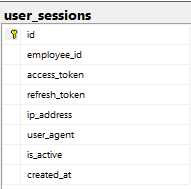 user_sessions
id
employee_id
access_token
refresh_token
ip_address
user_agent
is_active
created_at